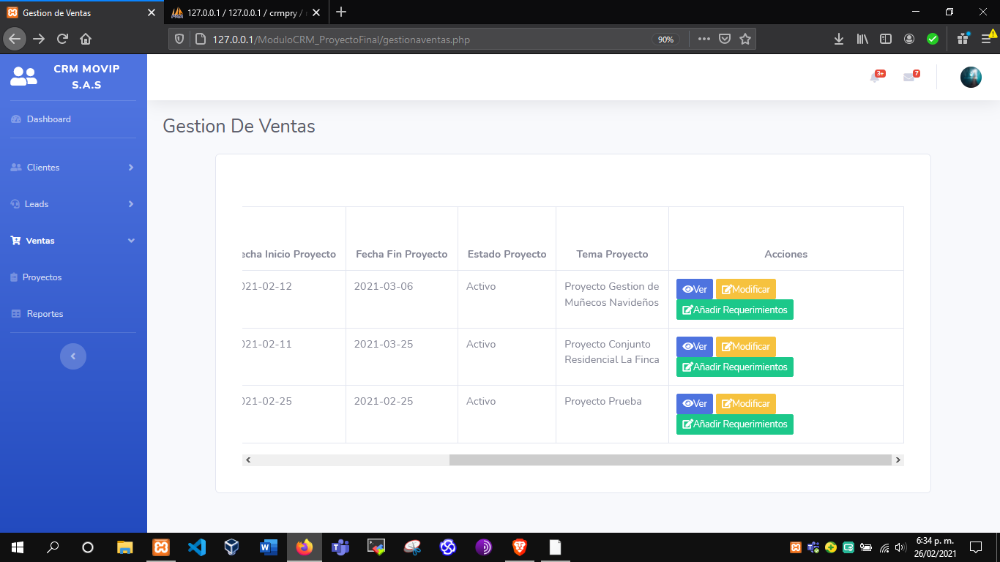 Gestion de Ventas
127.0.0.1 / 127.0.0.1 / crmpry /
127.0.0.1/ModuloCRM_ProyectoFinal/gestionaventas.php
90%
CRM MOVIP
S.A.S
3+
7
Dashboard
Clientes
Leads
Ventas
Proyectos
Reportes
Gestion De Ventas
echa Inicio Proyecto
Fecha Fin Proyecto
Estado Proyecto
Tema Proyecto
Acciones
021-02-12
2021-03-06
Activo
Proyecto Gestion de
Muñecos Navideños
Ver
Modificar
Añadir Requerimientos
021-02-11
2021-03-25
Activo
Proyecto Conjunto
Residencial La Finca
Ver
Modificar
Añadir Requerimientos
021-02-25
2021-02-25
Activo
Proyecto Prueba
Ver
Modificar
Añadir Requerimientos
6:34 p. m.
26/02/2021